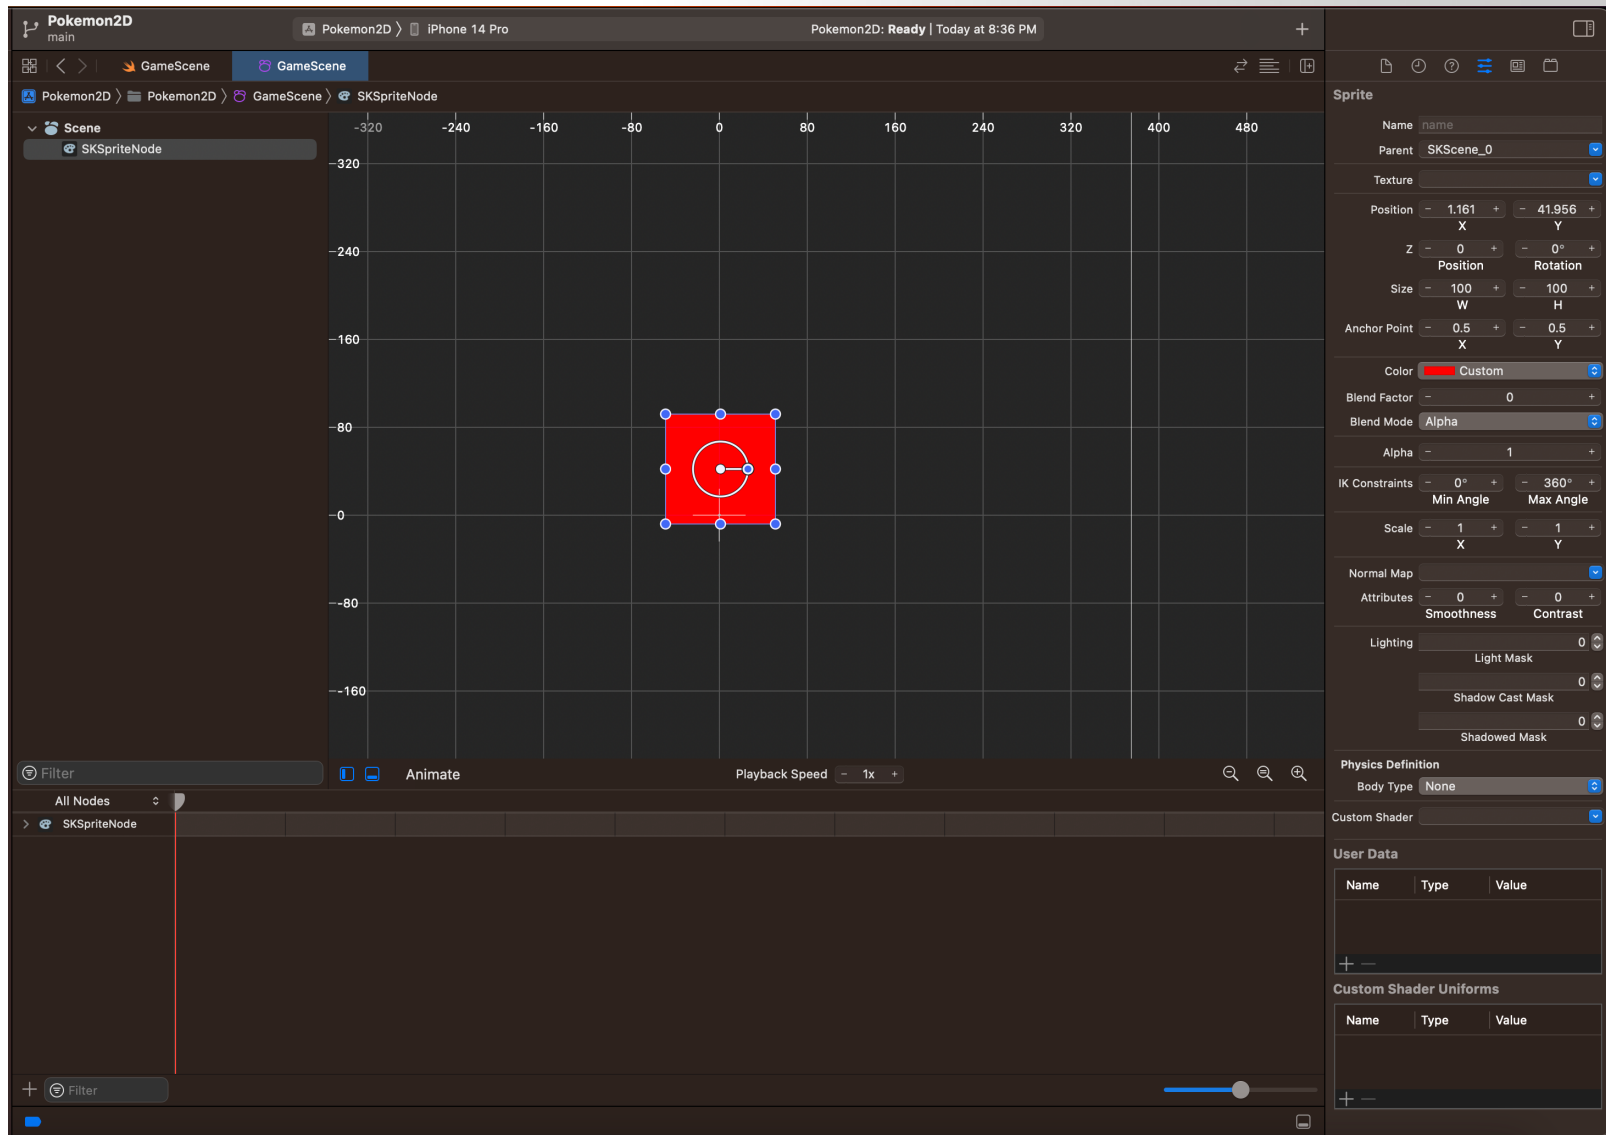 Pokemon2D
main
Pokemon2D 〉 iPhone 14 Pro
Pokemon2D: Ready | Today at 8:36 PM
GameScene
GameScene
Pokemon2D 〉 Pokemon2D 〉 GameScene 〉 SKSpriteNode
Scene
SKSpriteNode
-320 -240 -160 -80 0 80 160 240 320 400 480
320
240
160
80
0
-80
-160
Filter
Animate
Playback Speed - 1x +
All Nodes
SKSpriteNode
Filter
Sprite
Name name
Parent SKScene_0
Texture
Position - 1.161 + - 41.956 +
X Y
Z - 0 + - 0° +
Position Rotation
Size - 100 + - 100 +
W H
Anchor Point - 0.5 + - 0.5 +
X Y
Color Custom
Blend Factor - 0 +
Blend Mode Alpha
Alpha - 1 +
IK Constraints - 0° + - 360° +
Min Angle Max Angle
Scale - 1 + - 1 +
X Y
Normal Map
Attributes - 0 + - 0 +
Smoothness Contrast
Lighting 0
Light Mask
0
Shadow Cast Mask
0
Shadowed Mask
Physics Definition
Body Type None
Custom Shader
User Data
Name Type Value
+ −
Custom Shader Uniforms
Name Type Value
+ −